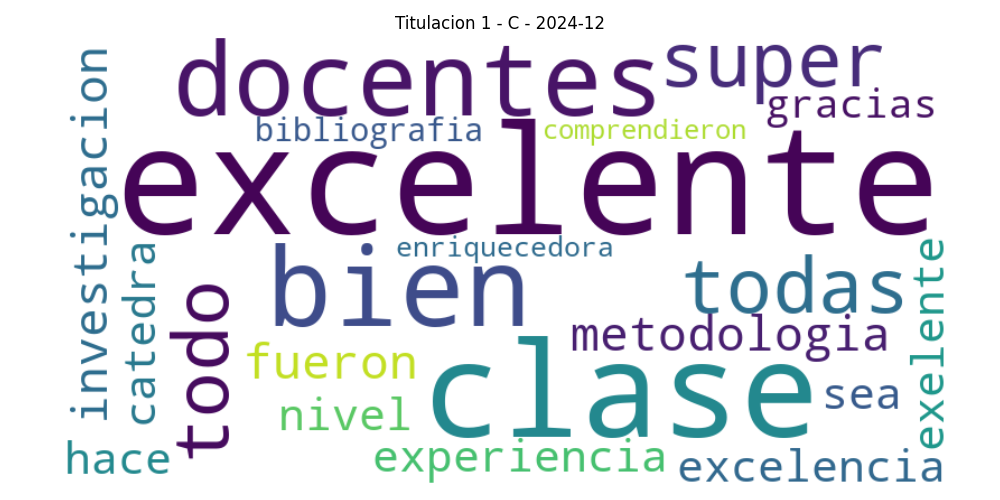 Titulacion 1 - C - 2024-12
docentes
super
gracias
investigacion
bibliografia
comprendieron
excelente
enriquecedora
catedra
bien
todas
todo
metodologia
exelente
fueron
clase
sea
nivel
hace
experiencia
excelencia